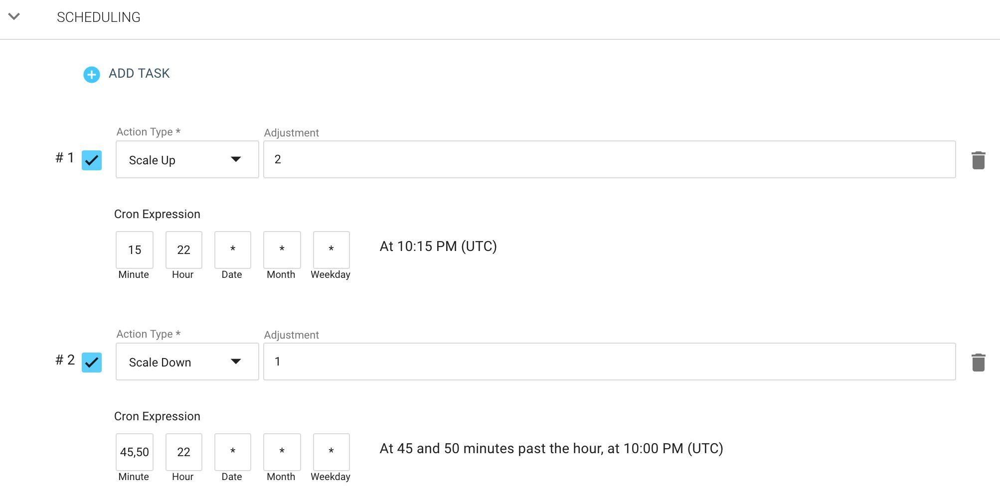 SCHEDULING
ADD TASK
Action Type *
Adjustment
# 1
Scale Up
2
Cron Expression
15 22 * * *
At 10:15 PM (UTC)
Minute Hour Date Month Weekday
Action Type *
Adjustment
# 2
Scale Down
1
Cron Expression
45,50 22 * * *
At 45 and 50 minutes past the hour, at 10:00 PM (UTC)
Minute Hour Date Month Weekday